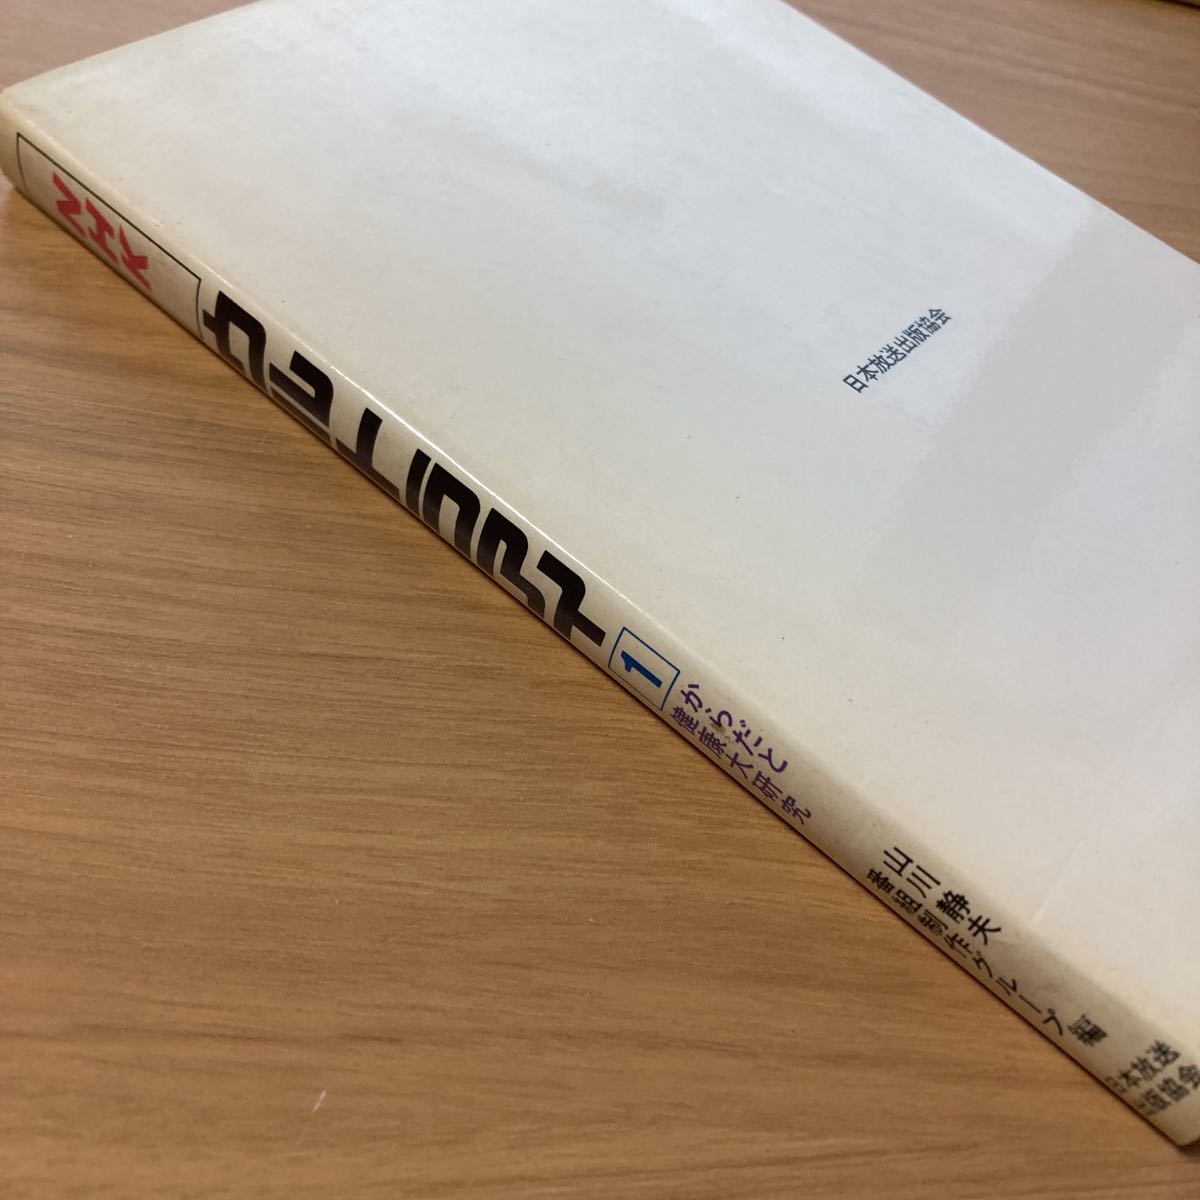 NHK
ウルトラアイ
1
からだと
健康大研究
山川静夫
番組制作グループ 編
日本放送
出版協会
日本放送出版協会